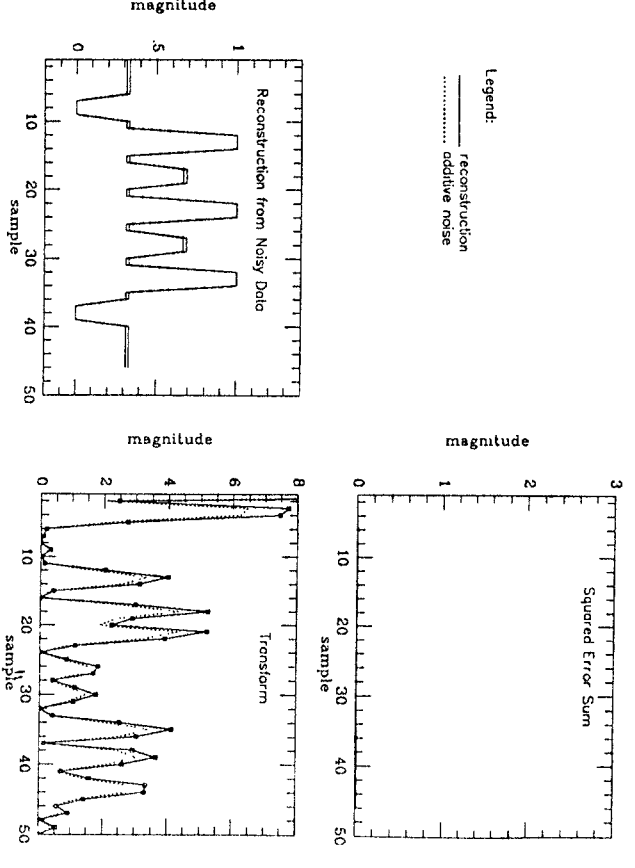 Legend:
reconstruction
additive noise
Squared Error Sum
magnitude
3
2
1
0
10
20
30
40
50
sample
Reconstruction from Noisy Data
magnitude
1
.5
0
10
20
30
40
50
sample
Transform
magnitude
8
6
4
2
0
10
20
30
40
50
sample